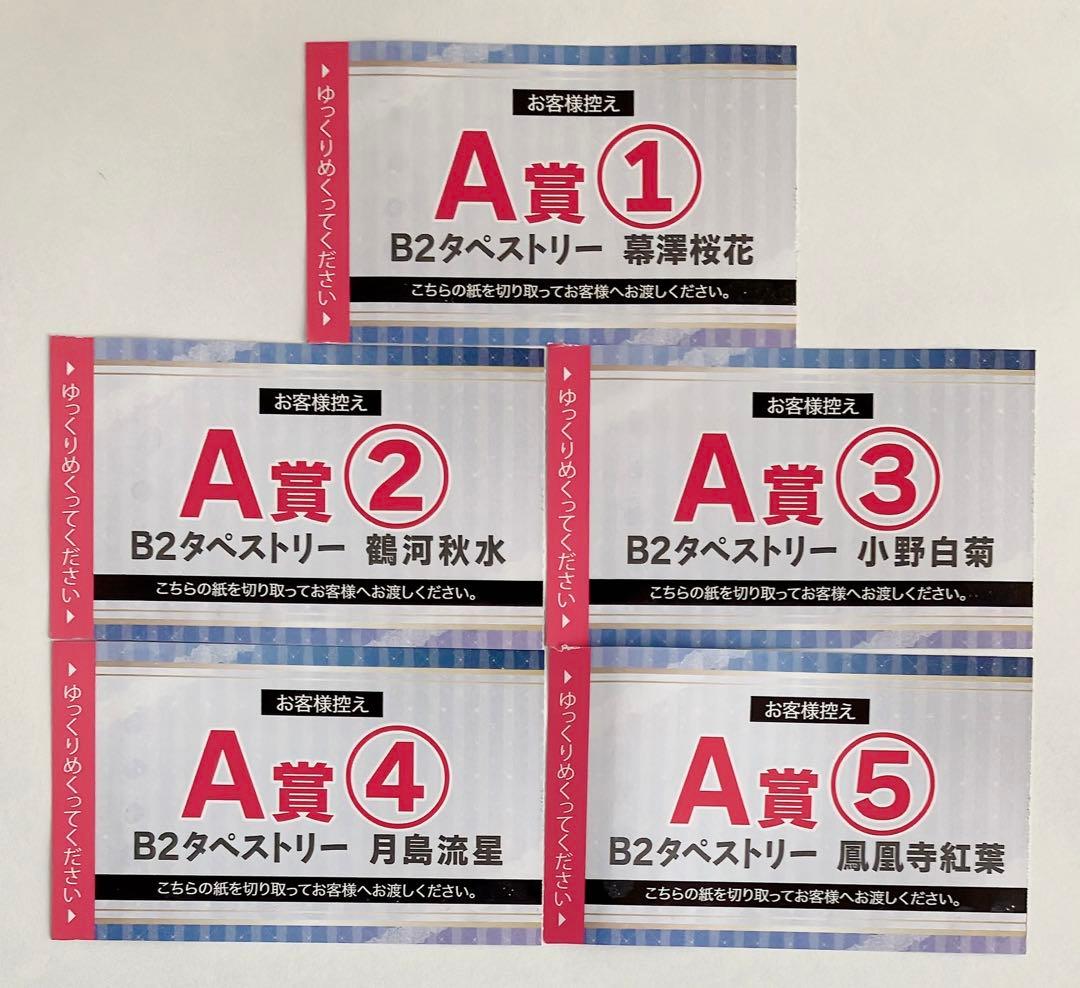 ▶ゆっくりめくってください▶
お客様控え
A賞①
B2タペストリー 幕澤桜花
こちらの紙を切り取ってお客様へお渡しください。
▶ゆっくりめくってください▶
お客様控え
A賞②
B2タペストリー 鶴河秋水
こちらの紙を切り取ってお客様へお渡しください。
▶ゆっくりめくってください▶
お客様控え
A賞③
B2タペストリー 小野白菊
こちらの紙を切り取ってお客様へお渡しください。
▶ゆっくりめくってください▶
お客様控え
A賞④
B2タペストリー 月島流星
こちらの紙を切り取ってお客様へお渡しください。
▶ゆっくりめくってください▶
お客様控え
A賞⑤
B2タペストリー 鳳凰寺紅葉
こちらの紙を切り取ってお客様へお渡しください。